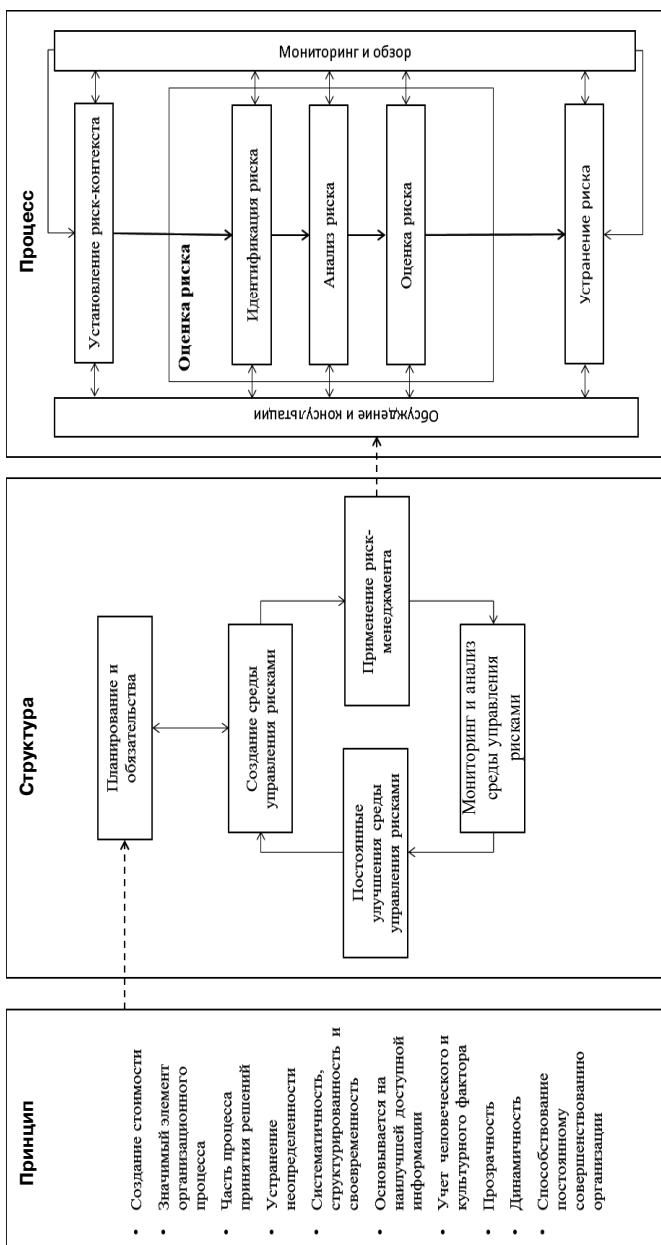 Принцип
• Создание стоимости
• Значимый элемент
организационного
процесса
• Часть процесса
принятия решений
• Устранение
неопределенности
• Систематичность,
структурированность и
своевременность
• Основывается на
наилучшей доступной
информации
• Учет человеческого и
культурного фактора
• Прозрачность
• Динамичность
• Способствование
постоянному
совершенствованию
организации
Структура
Планирование и
обязательства
Создание среды
управления рисками
Постоянные
улучшения среды
управления рисками
Применение риск-
менеджмента
Мониторинг и анализ
среды управления
рисками
Процесс
Обсуждение и консультации
Установление риск-контекста
Оценка риска
Идентификация риска
Анализ риска
Оценка риска
Устранение риска
Мониторинг и обзор